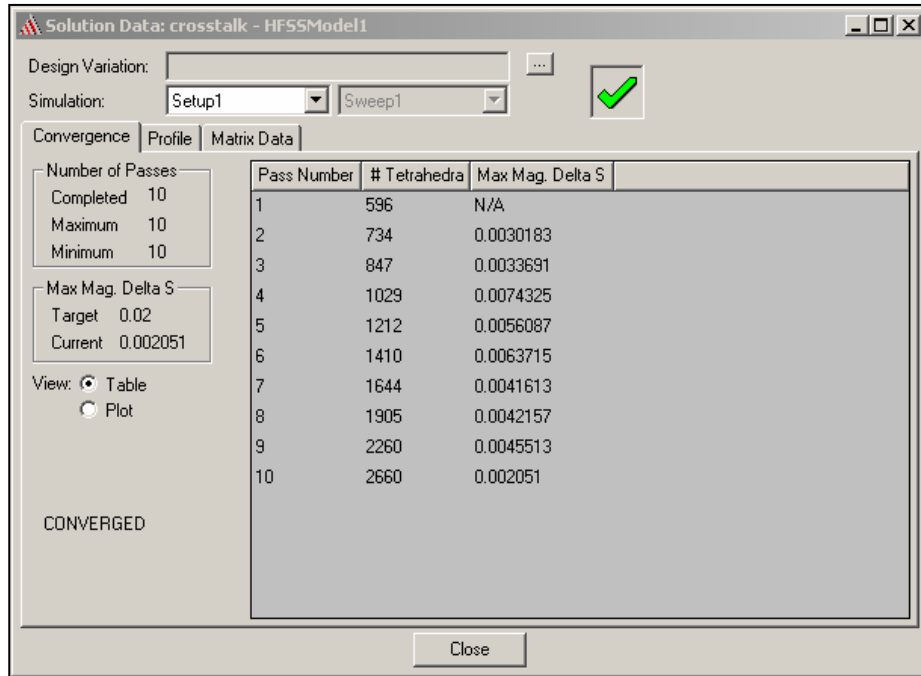 Solution Data: crosstalk - HFSSModel1
Design Variation:
...
Simulation: Setup1 Sweep1
Convergence Profile Matrix Data
Number of Passes
Completed 10
Maximum 10
Minimum 10
Max Mag. Delta S
Target 0.02
Current 0.002051
View: Table
Plot
CONVERGED
Pass Number # Tetrahedra Max Mag. Delta S
1 596 N/A
2 734 0.0030183
3 847 0.0033691
4 1029 0.0074325
5 1212 0.0056087
6 1410 0.0063715
7 1644 0.0041613
8 1905 0.0042157
9 2260 0.0045513
10 2660 0.002051
Close